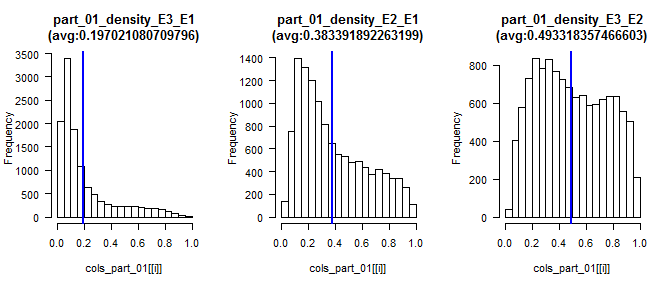 part_01_density_E3_E1
(avg:0.197021080709796)
Frequency
3500
3000
2500
2000
1500
1000
500
0
0.0 0.2 0.4 0.6 0.8 1.0
cols_part_01[[i]]
part_01_density_E2_E1
(avg:0.383391892263199)
Frequency
1400
1200
1000
800
600
400
200
0
0.0 0.2 0.4 0.6 0.8 1.0
cols_part_01[[i]]
part_01_density_E3_E2
(avg:0.493318357466603)
Frequency
800
600
400
200
0
0.0 0.2 0.4 0.6 0.8 1.0
cols_part_01[[i]]